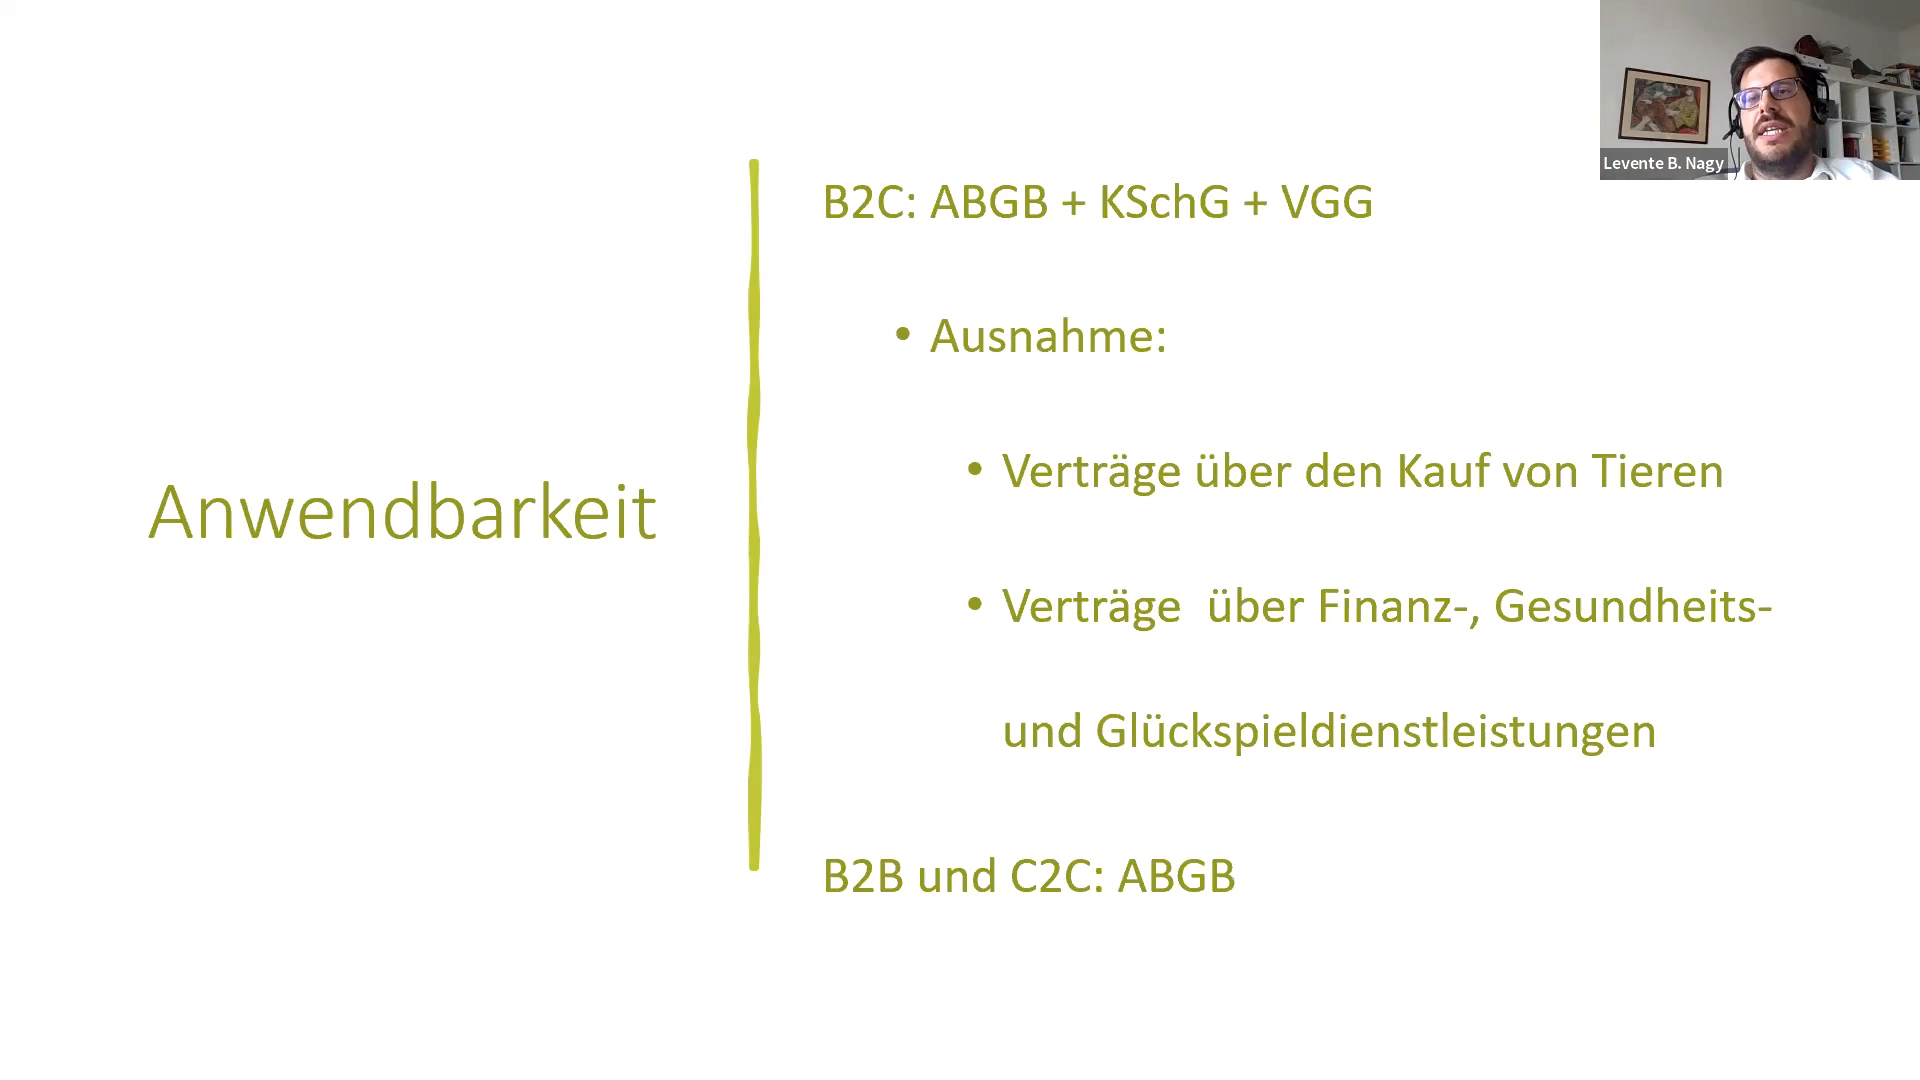 Anwendbarkeit
B2C: ABGB + KSchG + VGG
• Ausnahme:
• Verträge über den Kauf von Tieren
• Verträge  über Finanz-, Gesundheits-
und Glückspieldienstleistungen
B2B und C2C: ABGB
Levente B. Nagy